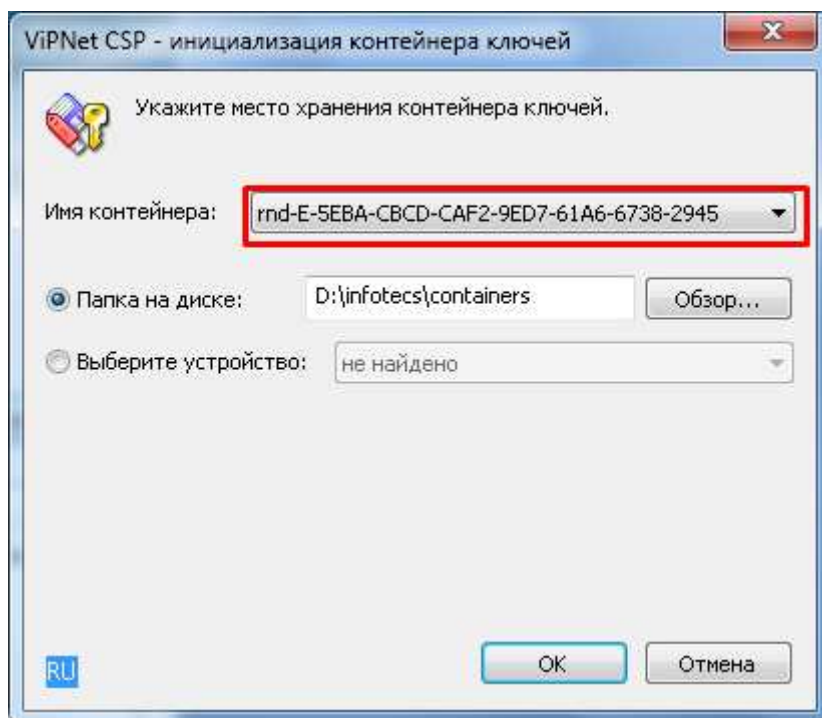 ViPNet CSP - инициализация контейнера ключей
Укажите место хранения контейнера ключей.
Имя контейнера: rnd-E-5EBA-CBCD-CAF2-9ED7-61A6-6738-2945
Папка на диске: D:\infotecs\containers Обзор...
Выберите устройство: не найдено
RU OK Отмена